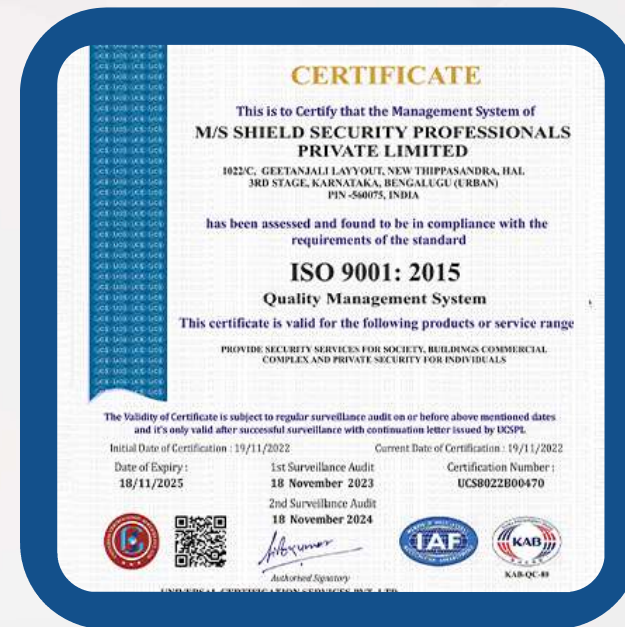 CERTIFICATE
This is to Certify that the Management System of
M/S SHIELD SECURITY PROFESSIONALS
PRIVATE LIMITED
1022/C, GEETANJALI LAYYOUT, NEW THIPPASANDRA, HAL
3RD STAGE, KARNATAKA, BENGALUGU (URBAN)
PIN -560075, INDIA
has been assessed and found to be in compliance with the
requirements of the standard
ISO 9001: 2015
Quality Management System
This certificate is valid for the following products or service range
PROVIDE SECURITY SERVICES FOR SOCIETY, BUILDINGS COMMERCIAL
COMPLEX AND PRIVATE SECURITY FOR INDIVIDUALS
The Validity of Certificate is subject to regular surveillance audit on or before above mentioned dates
and it's only valid after successful surveillance with continuation letter issued by UCSPL
Initial Date of Certification : 19/11/2022 Current Date of Certification : 19/11/2022
Date of Expiry : 1st Surveillance Audit Certification Number :
18/11/2025 18 November 2023 UCS8022B00470
2nd Surveillance Audit
18 November 2024
IAF
KAB
Authorised Signatory
KAB-QC-88
UNIVERSAL CERTIFICATION SERVICES PVT. LTD